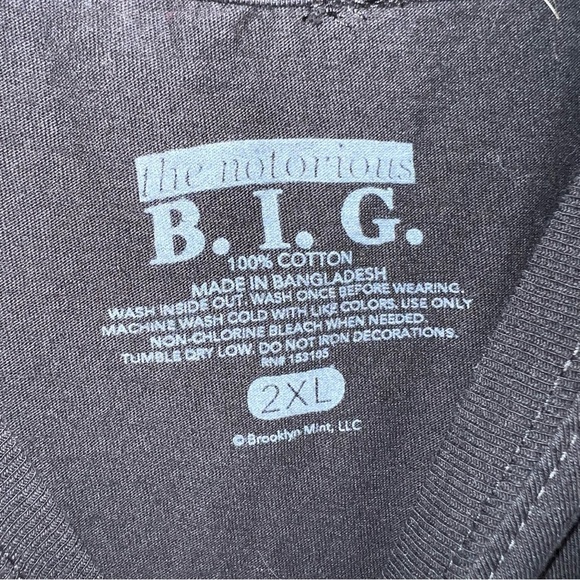 the notorious
B. I. G.
100% COTTON
MADE IN BANGLADESH
WASH INSIDE OUT. WASH ONCE BEFORE WEARING.
MACHINE WASH COLD WITH LIKE COLORS. USE ONLY
NON-CHLORINE BLEACH WHEN NEEDED.
TUMBLE DRY LOW. DO NOT IRON DECORATIONS.
RN# 153105
2XL
© Brooklyn Mint, LLC